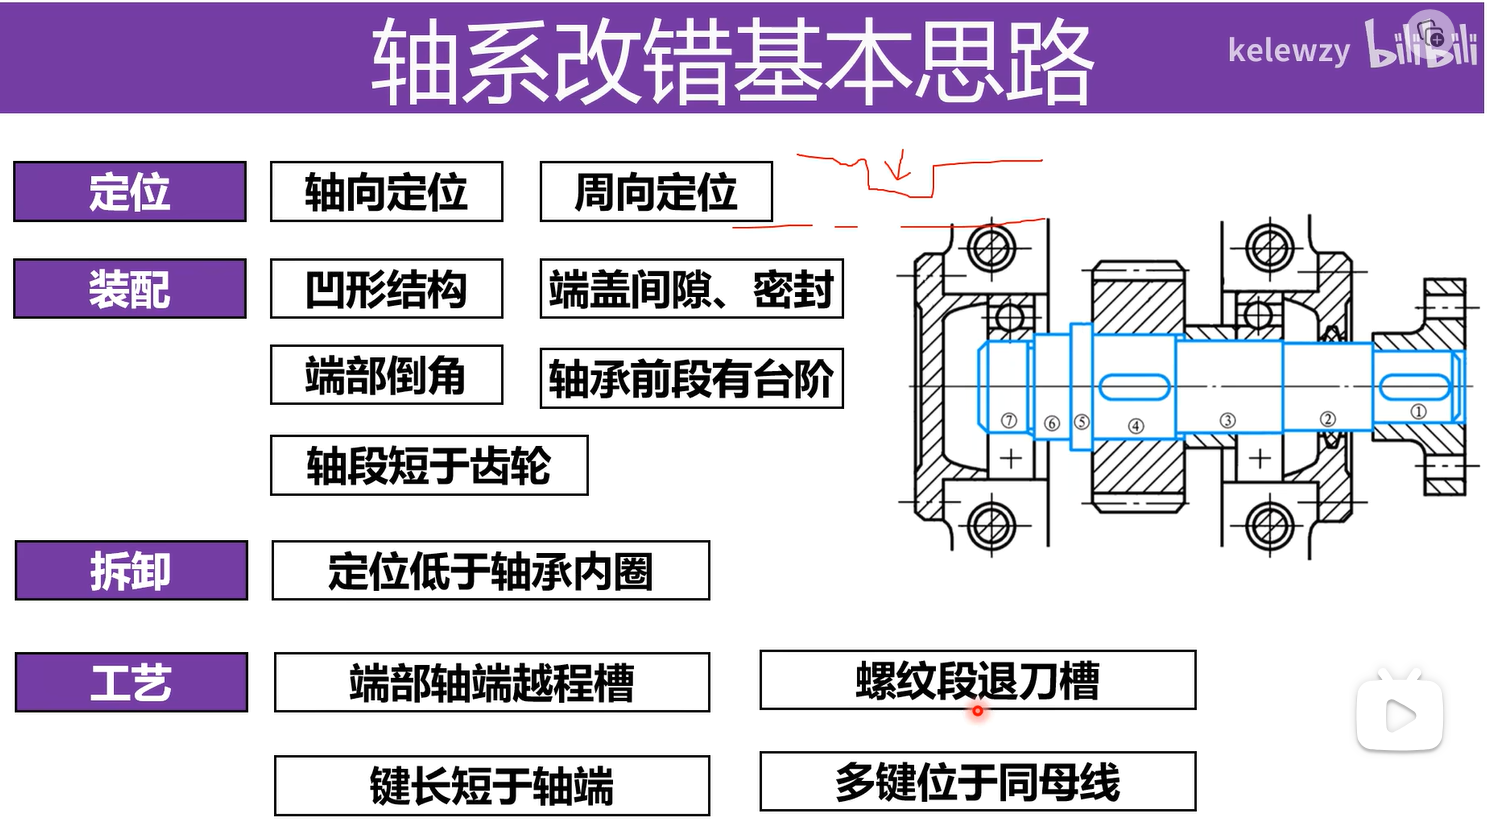 轴系改错基本思路
kelewzy bilibili
定位
轴向定位
周向定位
装配
凹形结构
端盖间隙、密封
端部倒角
轴承前段有台阶
轴段短于齿轮
拆卸
定位低于轴承内圈
工艺
端部轴端越程槽
螺纹段退刀槽
键长短于轴端
多键位于同母线
⑦ ⑥ ⑤ ④ ③ ② ①